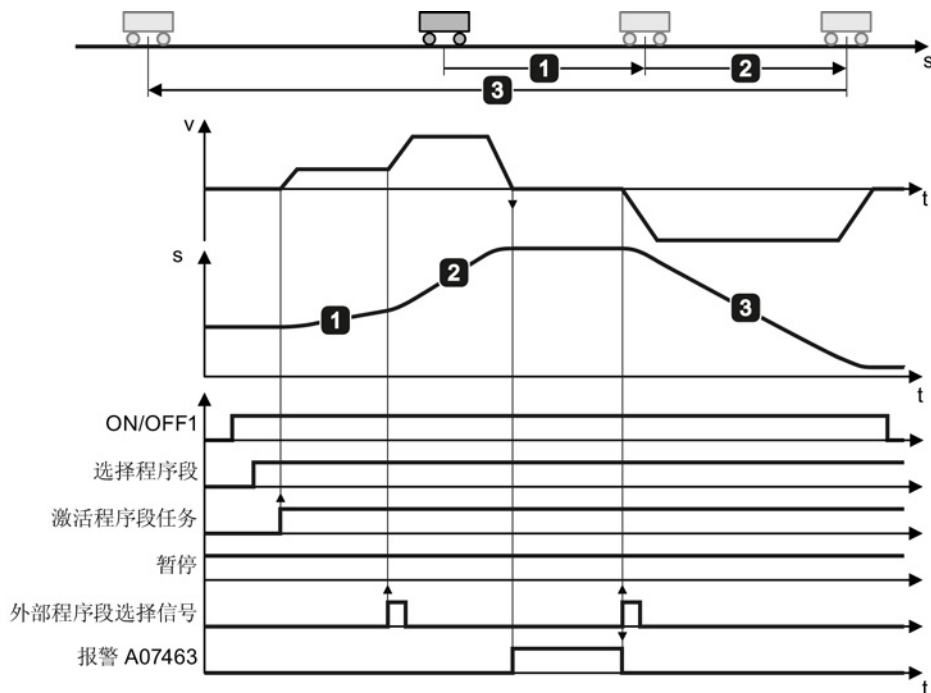 s
1
2
3
v
t
s
1
2
3
t
ON/OFF1
选择程序段
激活程序段任务
暂停
外部程序段选择信号
报警 A07463
t